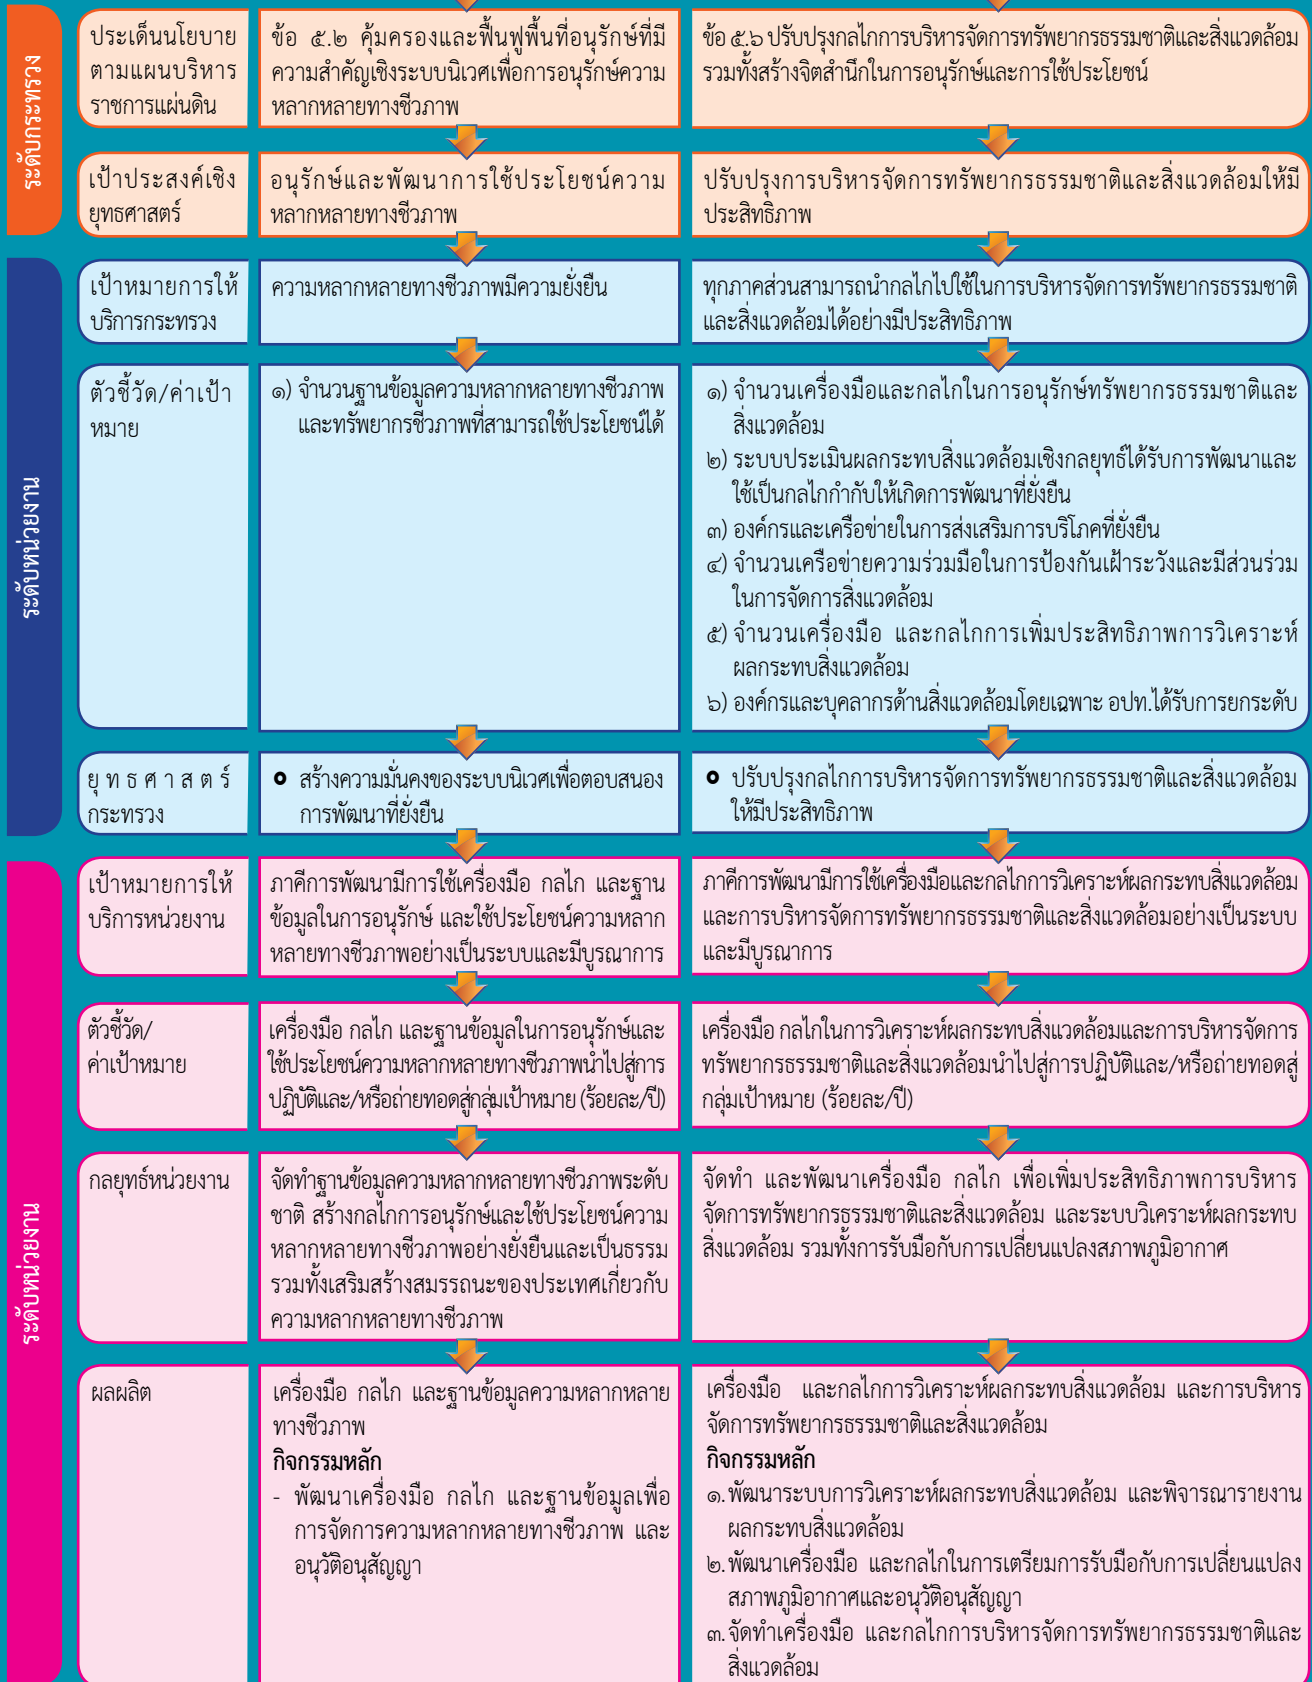 ระดับกระทรวง
ประเด็นนโยบาย
ตามแผนบริหาร
ราชการแผ่นดิน
ข้อ ๕.๒ คุ้มครองและฟื้นฟูพื้นที่อนุรักษ์ที่มี
ความสำคัญเชิงระบบนิเวศเพื่อการอนุรักษ์ความ
หลากหลายทางชีวภาพ
ข้อ ๕.๖ ปรับปรุงกลไกการบริหารจัดการทรัพยากรธรรมชาติและสิ่งแวดล้อม
รวมทั้งสร้างจิตสำนึกในการอนุรักษ์และการใช้ประโยชน์
เป้าประสงค์เชิง
ยุทธศาสตร์
อนุรักษ์และพัฒนาการใช้ประโยชน์ความ
หลากหลายทางชีวภาพ
ปรับปรุงการบริหารจัดการทรัพยากรธรรมชาติและสิ่งแวดล้อมให้มี
ประสิทธิภาพ
ระดับหน่วยงาน
เป้าหมายการให้
บริการกระทรวง
ความหลากหลายทางชีวภาพมีความยั่งยืน
ทุกภาคส่วนสามารถนำกลไกไปใช้ในการบริหารจัดการทรัพยากรธรรมชาติ
และสิ่งแวดล้อมได้อย่างมีประสิทธิภาพ
ตัวชี้วัด/ค่าเป้า
หมาย
๑) จำนวนฐานข้อมูลความหลากหลายทางชีวภาพ
และทรัพยากรชีวภาพที่สามารถใช้ประโยชน์ได้
๑) จำนวนเครื่องมือและกลไกในการอนุรักษ์ทรัพยากรธรรมชาติและ
สิ่งแวดล้อม
๒) ระบบประเมินผลกระทบสิ่งแวดล้อมเชิงกลยุทธ์ได้รับการพัฒนาและ
ใช้เป็นกลไกกำกับให้เกิดการพัฒนาที่ยั่งยืน
๓) องค์กรและเครือข่ายในการส่งเสริมการบริโภคที่ยั่งยืน
๔) จำนวนเครือข่ายความร่วมมือในการป้องกันเฝ้าระวังและมีส่วนร่วม
ในการจัดการสิ่งแวดล้อม
๕) จำนวนเครื่องมือ และกลไกการเพิ่มประสิทธิภาพการวิเคราะห์
ผลกระทบสิ่งแวดล้อม
๖) องค์กรและบุคลากรด้านสิ่งแวดล้อมโดยเฉพาะ อปท.ได้รับการยกระดับ
ยุทธศาสตร์
กระทรวง
สร้างความมั่นคงของระบบนิเวศเพื่อตอบสนอง
การพัฒนาที่ยั่งยืน
ปรับปรุงกลไกการบริหารจัดการทรัพยากรธรรมชาติและสิ่งแวดล้อม
ให้มีประสิทธิภาพ
ระดับหน่วยงาน
เป้าหมายการให้
บริการหน่วยงาน
ภาคีการพัฒนามีการใช้เครื่องมือ กลไก และฐาน
ข้อมูลในการอนุรักษ์ และใช้ประโยชน์ความหลาก
หลายทางชีวภาพอย่างเป็นระบบและมีบูรณาการ
ภาคีการพัฒนามีการใช้เครื่องมือและกลไกการวิเคราะห์ผลกระทบสิ่งแวดล้อม
และการบริหารจัดการทรัพยากรธรรมชาติและสิ่งแวดล้อมอย่างเป็นระบบ
และมีบูรณาการ
ตัวชี้วัด/
ค่าเป้าหมาย
เครื่องมือ กลไก และฐานข้อมูลในการอนุรักษ์และ
ใช้ประโยชน์ความหลากหลายทางชีวภาพนำไปสู่การ
ปฏิบัติและ/หรือถ่ายทอดสู่กลุ่มเป้าหมาย (ร้อยละ/ปี)
เครื่องมือ กลไกในการวิเคราะห์ผลกระทบสิ่งแวดล้อมและการบริหารจัดการ
ทรัพยากรธรรมชาติและสิ่งแวดล้อมนำไปสู่การปฏิบัติและ/หรือถ่ายทอดสู่
กลุ่มเป้าหมาย (ร้อยละ/ปี)
กลยุทธ์หน่วยงาน
จัดทำฐานข้อมูลความหลากหลายทางชีวภาพระดับ
ชาติ สร้างกลไกการอนุรักษ์และใช้ประโยชน์ความ
หลากหลายทางชีวภาพอย่างยั่งยืนและเป็นธรรม
รวมทั้งเสริมสร้างสมรรถนะของประเทศเกี่ยวกับ
ความหลากหลายทางชีวภาพ
จัดทำ และพัฒนาเครื่องมือ กลไก เพื่อเพิ่มประสิทธิภาพการบริหาร
จัดการทรัพยากรธรรมชาติและสิ่งแวดล้อม และระบบวิเคราะห์ผลกระทบ
สิ่งแวดล้อม รวมทั้งการรับมือกับการเปลี่ยนแปลงสภาพภูมิอากาศ
ผลผลิต
เครื่องมือ กลไก และฐานข้อมูลความหลากหลาย
ทางชีวภาพ
กิจกรรมหลัก
- พัฒนาเครื่องมือ กลไก และฐานข้อมูลเพื่อ
การจัดการความหลากหลายทางชีวภาพ และ
อนุวัติอนุสัญญา
เครื่องมือ และกลไกการวิเคราะห์ผลกระทบสิ่งแวดล้อม และการบริหาร
จัดการทรัพยากรธรรมชาติและสิ่งแวดล้อม
กิจกรรมหลัก
๑. พัฒนาระบบการวิเคราะห์ผลกระทบสิ่งแวดล้อม และพิจารณารายงาน
ผลกระทบสิ่งแวดล้อม
๒. พัฒนาเครื่องมือ และกลไกในการเตรียมการรับมือกับการเปลี่ยนแปลง
สภาพภูมิอากาศและอนุวัติอนุสัญญา
๓. จัดทำเครื่องมือ และกลไกการบริหารจัดการทรัพยากรธรรมชาติและ
สิ่งแวดล้อม